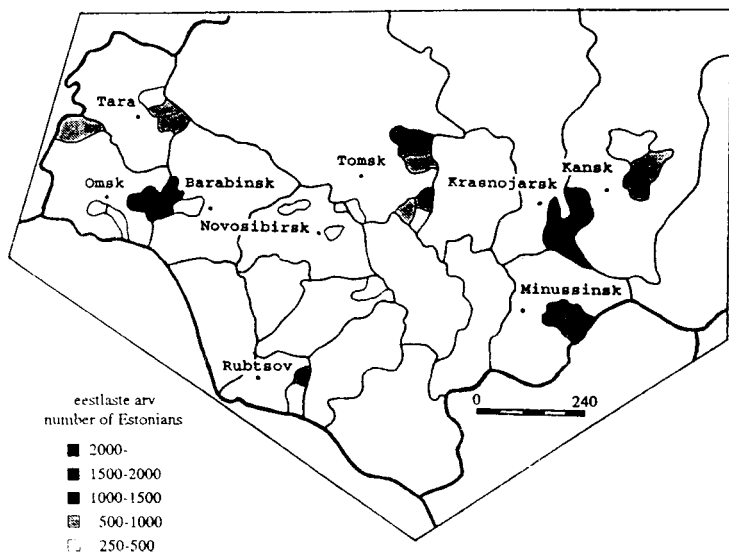 Tara
Tomsk
Krasnojarsk
Kansk
Omsk
Barabinsk
Novosibirsk
Minussinsk
Rubtsov
0 240
eestlaste arv
number of Estonians
2000-
1500-2000
1000-1500
500-1000
250-500